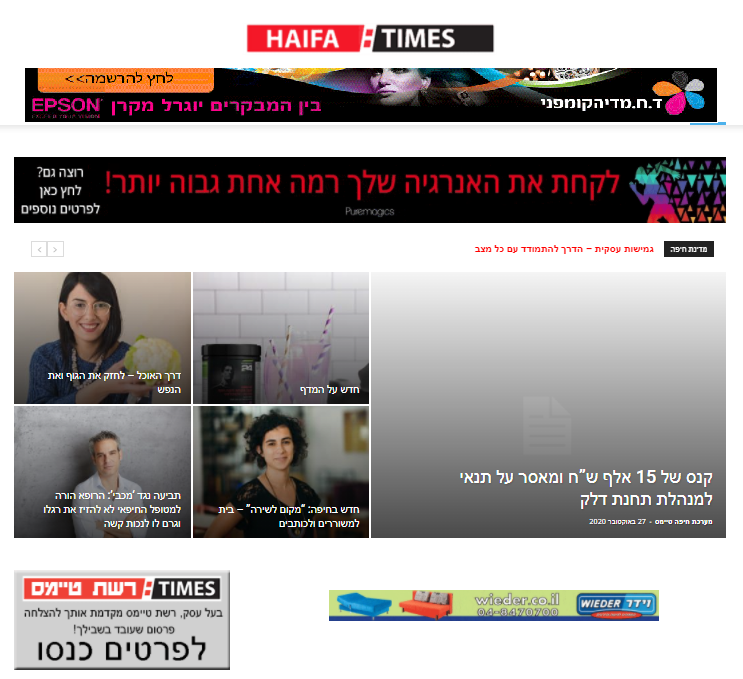 HAIFA TIMES
לחץ להרשמה>>
EPSON בין המבקרים יוגרל מקרן
ד.ח.מדיהקומפני
לקחת את האנרגיה שלך רמה אחת גבוה יותר!
רוצה גם?
לחץ כאן
לפרטים נוספים
Puremagics
מדינת חיפה
גמישות עסקית – הדרך להתמודד עם כל מצב
קנס של 15 אלף ש"ח ומאסר על תנאי
למנהלת תחנת דלק
מערכת חיפה טיימס - 27 באוקטובר 2020
חדש על המדף
דרך האוכל – לחזק את הגוף ואת
הנפש
חדש בחיפה: "מקום לשירה" – בית
למשוררים ולכותבים
תביעה נגד 'מכבי': הרופא הורה
למטופל החיפאי לא להזיז את רגלו
וגרם לו לנכות קשה
רשת טיימס :TIMES
בעל עסק, רשת טיימס מקדמת אותך להצלחה
פרסום שעובד בשבילך!
לפרטים כנסו
wieder.co.il
04-8470700
WIEDER וידר